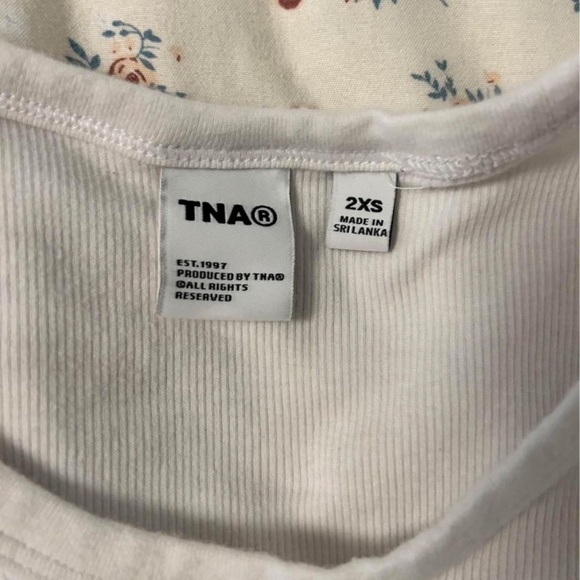 TNA®
EST.1997
PRODUCED BY TNA®
©ALL RIGHTS
RESERVED
2XS
MADE IN
SRI LANKA